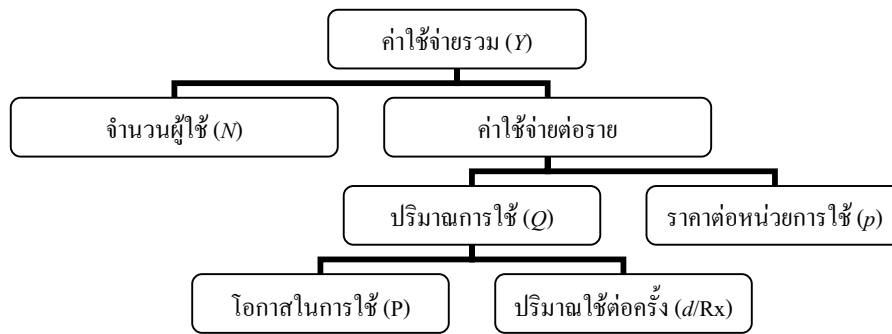 ค่าใช้จ่ายรวม (Y)
จำนวนผู้ใช้ (N)
ค่าใช้จ่ายต่อราย
ปริมาณการใช้ (Q)
ราคาต่อหน่วยการใช้ (p)
โอกาสในการใช้ (P)
ปริมาณใช้ต่อครั้ง (d/Rx)